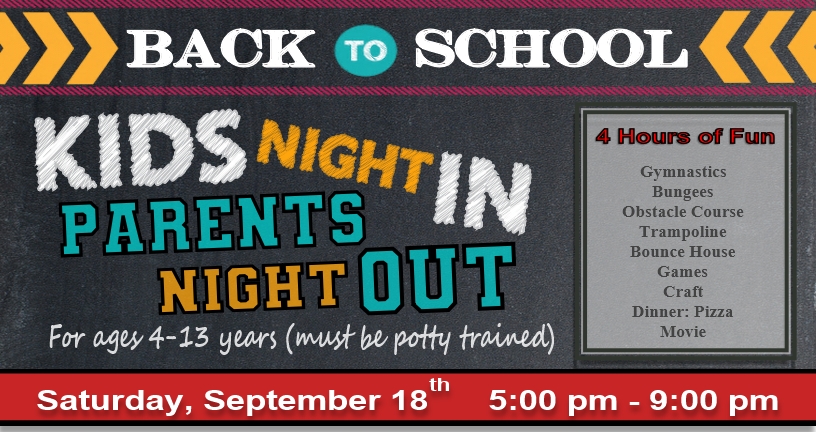 BACK TO SCHOOL
KIDS NIGHT IN
PARENTS
NIGHT OUT
For ages 4-13 years (must be potty trained)
4 Hours of Fun
Gymnastics
Bungees
Obstacle Course
Trampoline
Bounce House
Games
Craft
Dinner: Pizza
Movie
Saturday, September 18th 5:00 pm - 9:00 pm